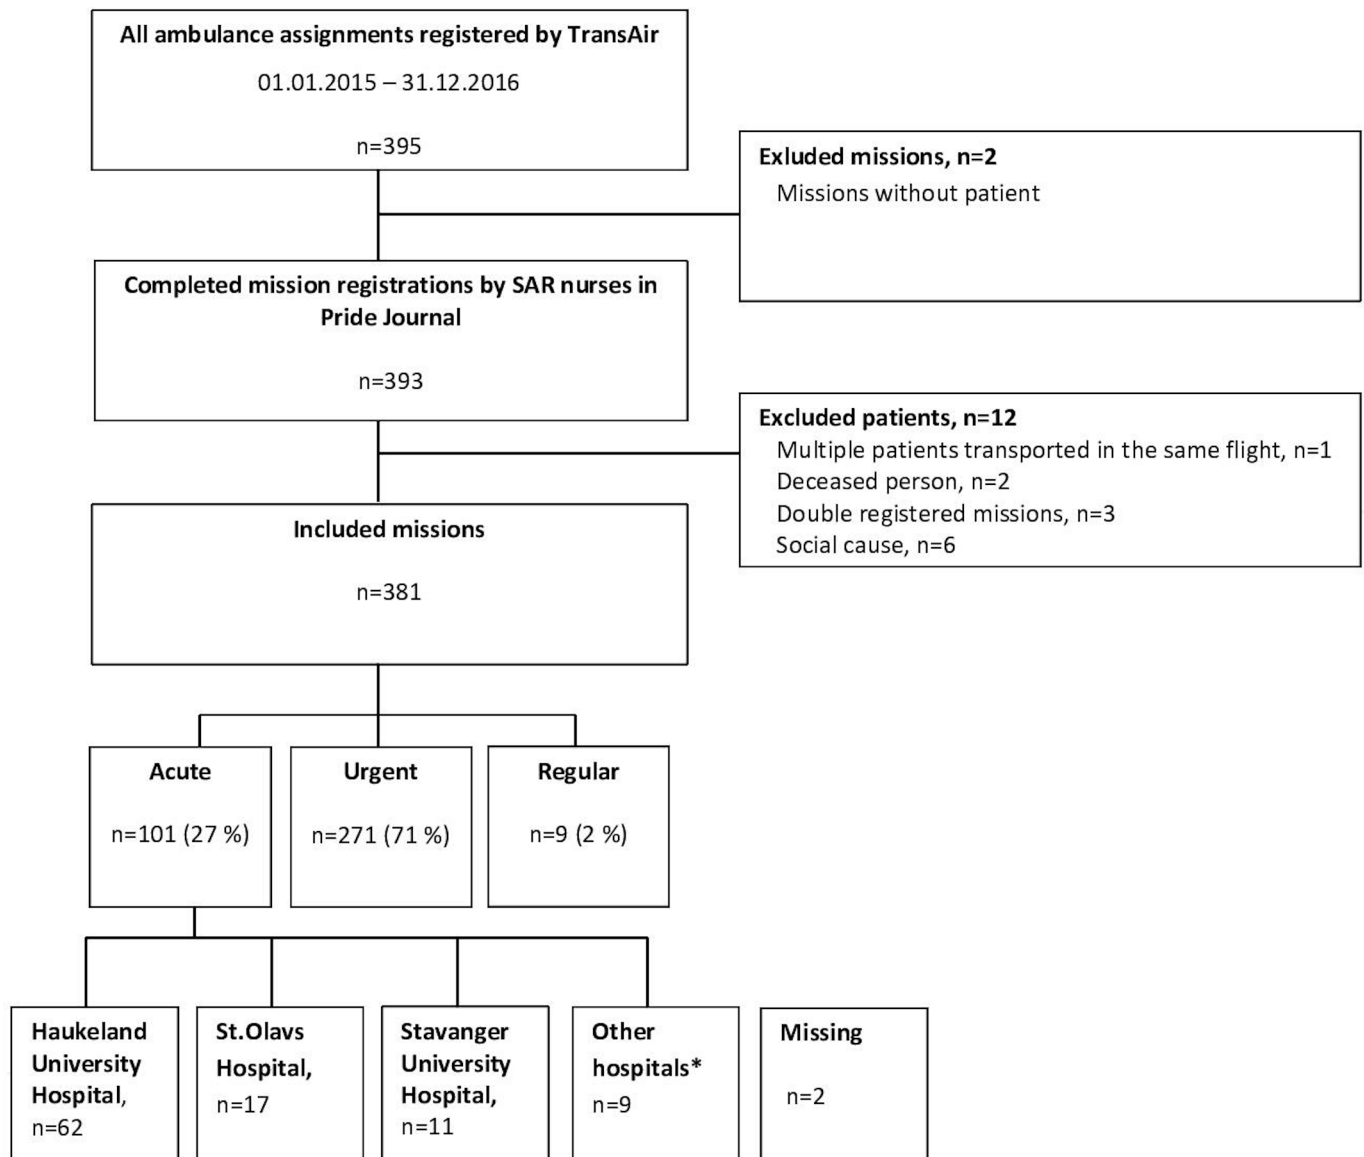 All ambulance assignments registered by TransAir
01.01.2015 – 31.12.2016
n=395
Exluded missions, n=2
Missions without patient
Completed mission registrations by SAR nurses in
Pride Journal
n=393
Excluded patients, n=12
Multiple patients transported in the same flight, n=1
Deceased person, n=2
Double registered missions, n=3
Social cause, n=6
Included missions
n=381
Acute
n=101 (27 %)
Urgent
n=271 (71 %)
Regular
n=9 (2 %)
Haukeland
University
Hospital,
n=62
St.Olavs
Hospital,
n=17
Stavanger
University
Hospital,
n=11
Other
hospitals*
n=9
Missing
n=2